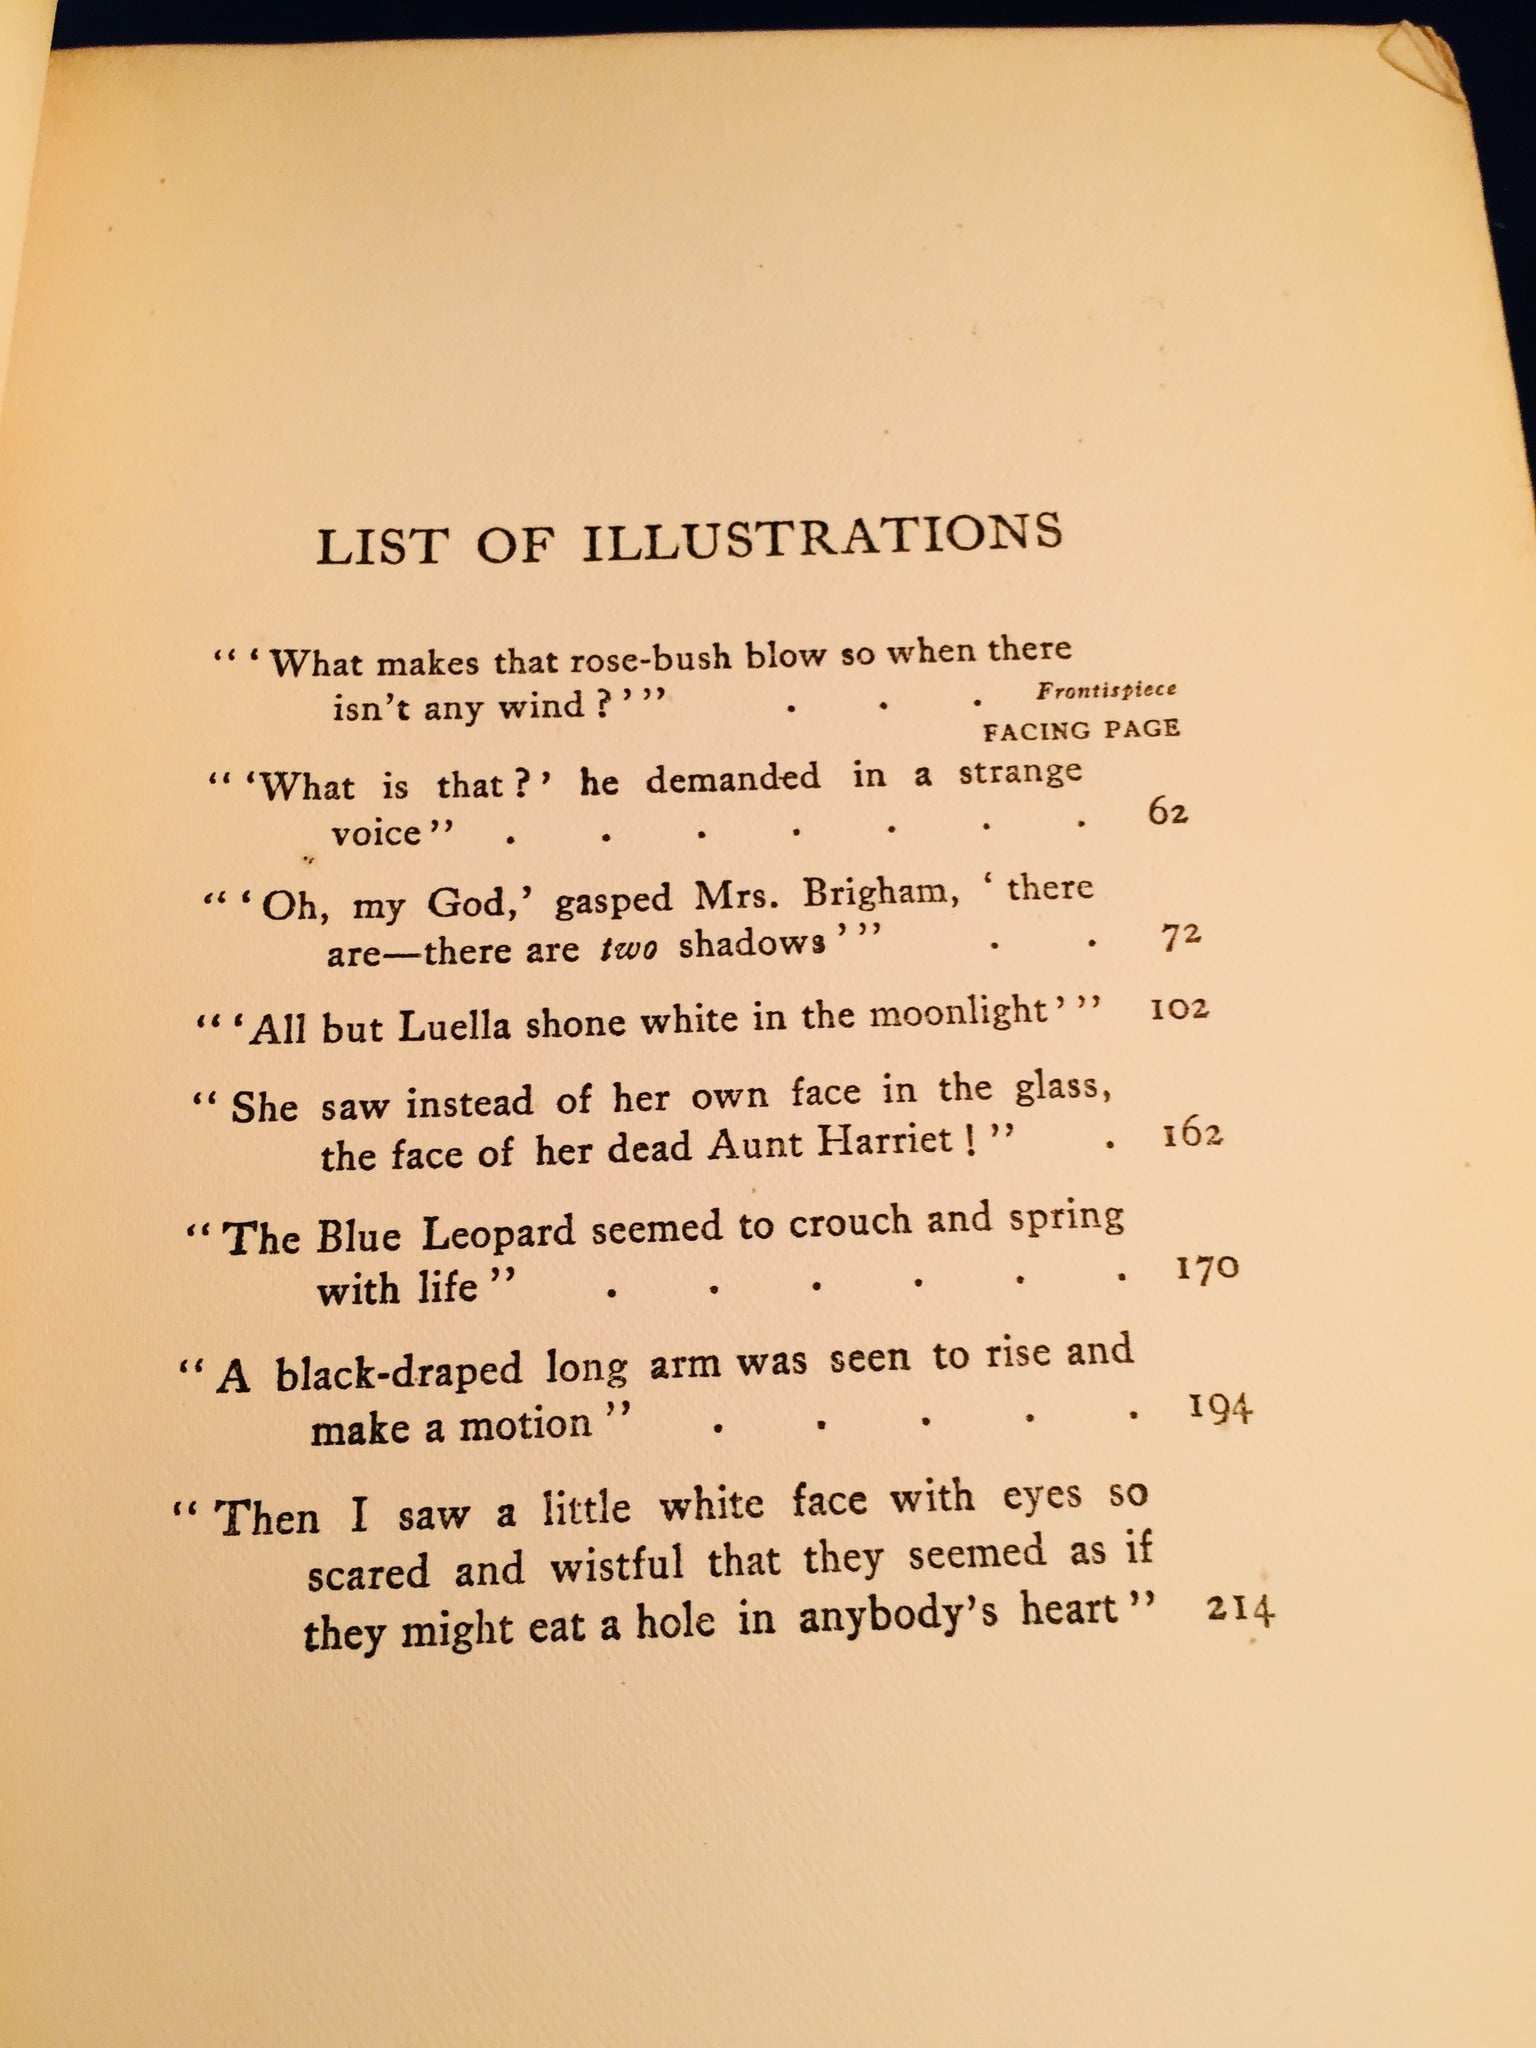 LIST OF ILLUSTRATIONS
“‘What makes that rose-bush blow so when there
isn't any wind?’” . . . Frontispiece
FACING PAGE
“‘What is that?’ he demanded in a strange
voice” . . . . . . . 62
“‘Oh, my God,’ gasped Mrs. Brigham, ‘there
are—there are two shadows’” . . 72
“‘All but Luella shone white in the moonlight’” 102
“She saw instead of her own face in the glass,
the face of her dead Aunt Harriet!” . 162
“The Blue Leopard seemed to crouch and spring
with life” . . . . . . 170
“A black-draped long arm was seen to rise and
make a motion” . . . . . 194
“Then I saw a little white face with eyes so
scared and wistful that they seemed as if
they might eat a hole in anybody's heart” 214